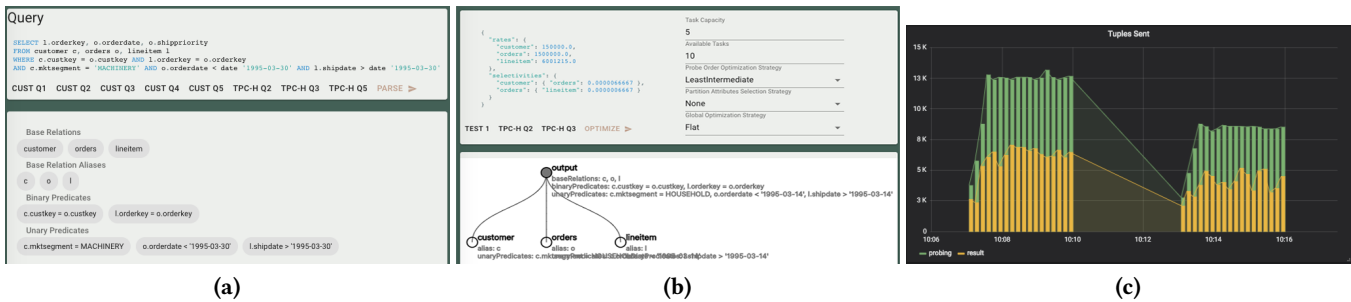 Query
SELECT l.orderkey, o.orderdate, o.shippriority
FROM customer c, orders o, lineitem l
WHERE c.custkey = o.custkey AND l.orderkey = o.orderkey
AND c.mktsegment = 'MACHINERY' AND o.orderdate < date '1995-03-30' AND l.shipdate > date '1995-03-30'
CUST Q1 CUST Q2 CUST Q3 CUST Q4 CUST Q5 TPC-H Q2 TPC-H Q3 TPC-H Q5 PARSE
Base Relations
customer orders lineitem
Base Relation Aliases
c o l
Binary Predicates
c.custkey = o.custkey l.orderkey = o.orderkey
Unary Predicates
c.mktsegment = MACHINERY o.orderdate < '1995-03-30' l.shipdate > '1995-03-30'
(a)
{
"rates": {
"customer": 150000.0,
"orders": 1500000.0,
"lineitem": 6001215.0
},
"selectivities": {
"customer": { "orders": 0.0000066667 },
"orders": { "lineitem": 0.0000006667 }
}
}
TEST 1 TPC-H Q2 TPC-H Q3 OPTIMIZE
Task Capacity
5
Available Tasks
10
Probe Order Optimization Strategy
LeastIntermediate
Partition Attributes Selection Strategy
None
Global Optimization Strategy
Flat
output
baseRelations: c, o, l
binaryPredicates: c.custkey = o.custkey, l.orderkey = o.orderkey
unaryPredicates: c.mktsegment = HOUSEHOLD, o.orderdate < '1995-03-14', l.shipdate > '1995-03-14'
customer orders lineitem
alias: c alias: o alias: l
(b)
Tuples Sent
15 K
13 K
10 K
8 K
5 K
3 K
0
10:06 10:08 10:10 10:12 10:14 10:16
probing result
(c)